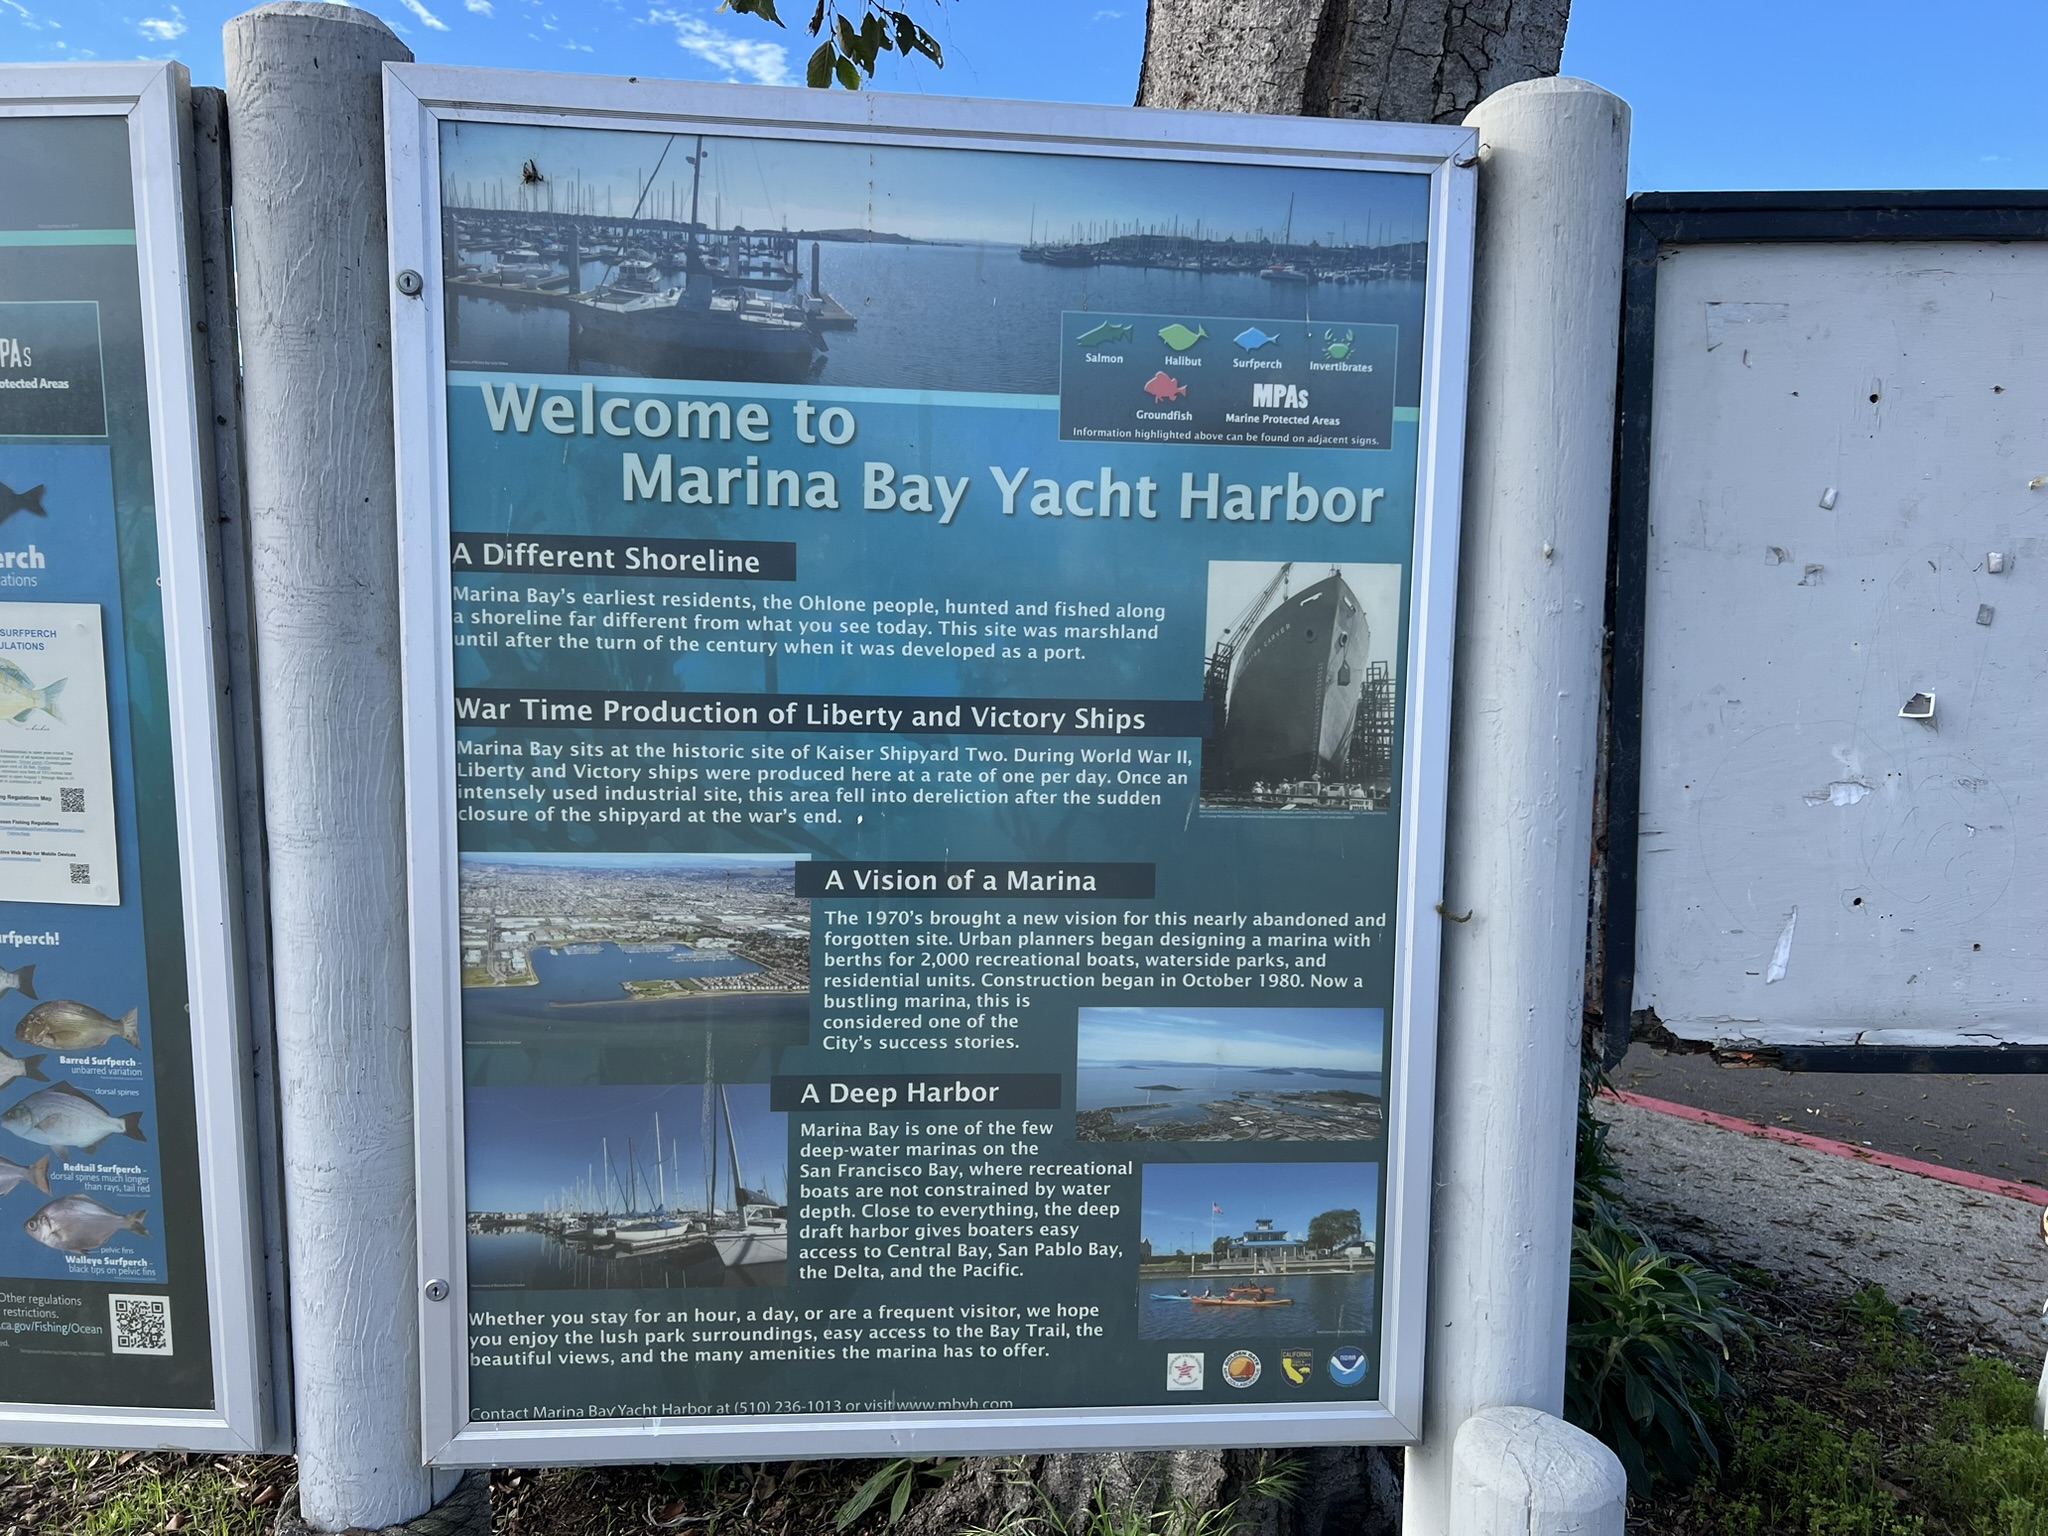 PAs
otected Areas
erch
ations
SURFPERCH
ULATIONS
ng Regulations Map
urfperch!
Barred Surfperch –
unbarred variation
dorsal spines
Redtail Surfperch –
dorsal spines much longer
than rays, tail red
pelvic fins
Walleye Surfperch –
black tips on pelvic fins
Other regulations
restrictions.
.ca.gov/Fishing/Ocean
Salmon
Halibut
Surfperch
Invertibrates
Groundfish
MPAs
Marine Protected Areas
Information highlighted above can be found on adjacent signs.
Welcome to
Marina Bay Yacht Harbor
A Different Shoreline
Marina Bay's earliest residents, the Ohlone people, hunted and fished along
a shoreline far different from what you see today. This site was marshland
until after the turn of the century when it was developed as a port.
War Time Production of Liberty and Victory Ships
Marina Bay sits at the historic site of Kaiser Shipyard Two. During World War II,
Liberty and Victory ships were produced here at a rate of one per day. Once an
intensely used industrial site, this area fell into dereliction after the sudden
closure of the shipyard at the war's end.
CARVER
A Vision of a Marina
The 1970's brought a new vision for this nearly abandoned and
forgotten site. Urban planners began designing a marina with
berths for 2,000 recreational boats, waterside parks, and
residential units. Construction began in October 1980. Now a
bustling marina, this is
considered one of the
City's success stories.
A Deep Harbor
Marina Bay is one of the few
deep-water marinas on the
San Francisco Bay, where recreational
boats are not constrained by water
depth. Close to everything, the deep
draft harbor gives boaters easy
access to Central Bay, San Pablo Bay,
the Delta, and the Pacific.
Whether you stay for an hour, a day, or are a frequent visitor, we hope
you enjoy the lush park surroundings, easy access to the Bay Trail, the
beautiful views, and the many amenities the marina has to offer.
CALIFORNIA
NOAA
Contact Marina Bay Yacht Harbor at (510) 236-1013 or visit www.mbyh.com